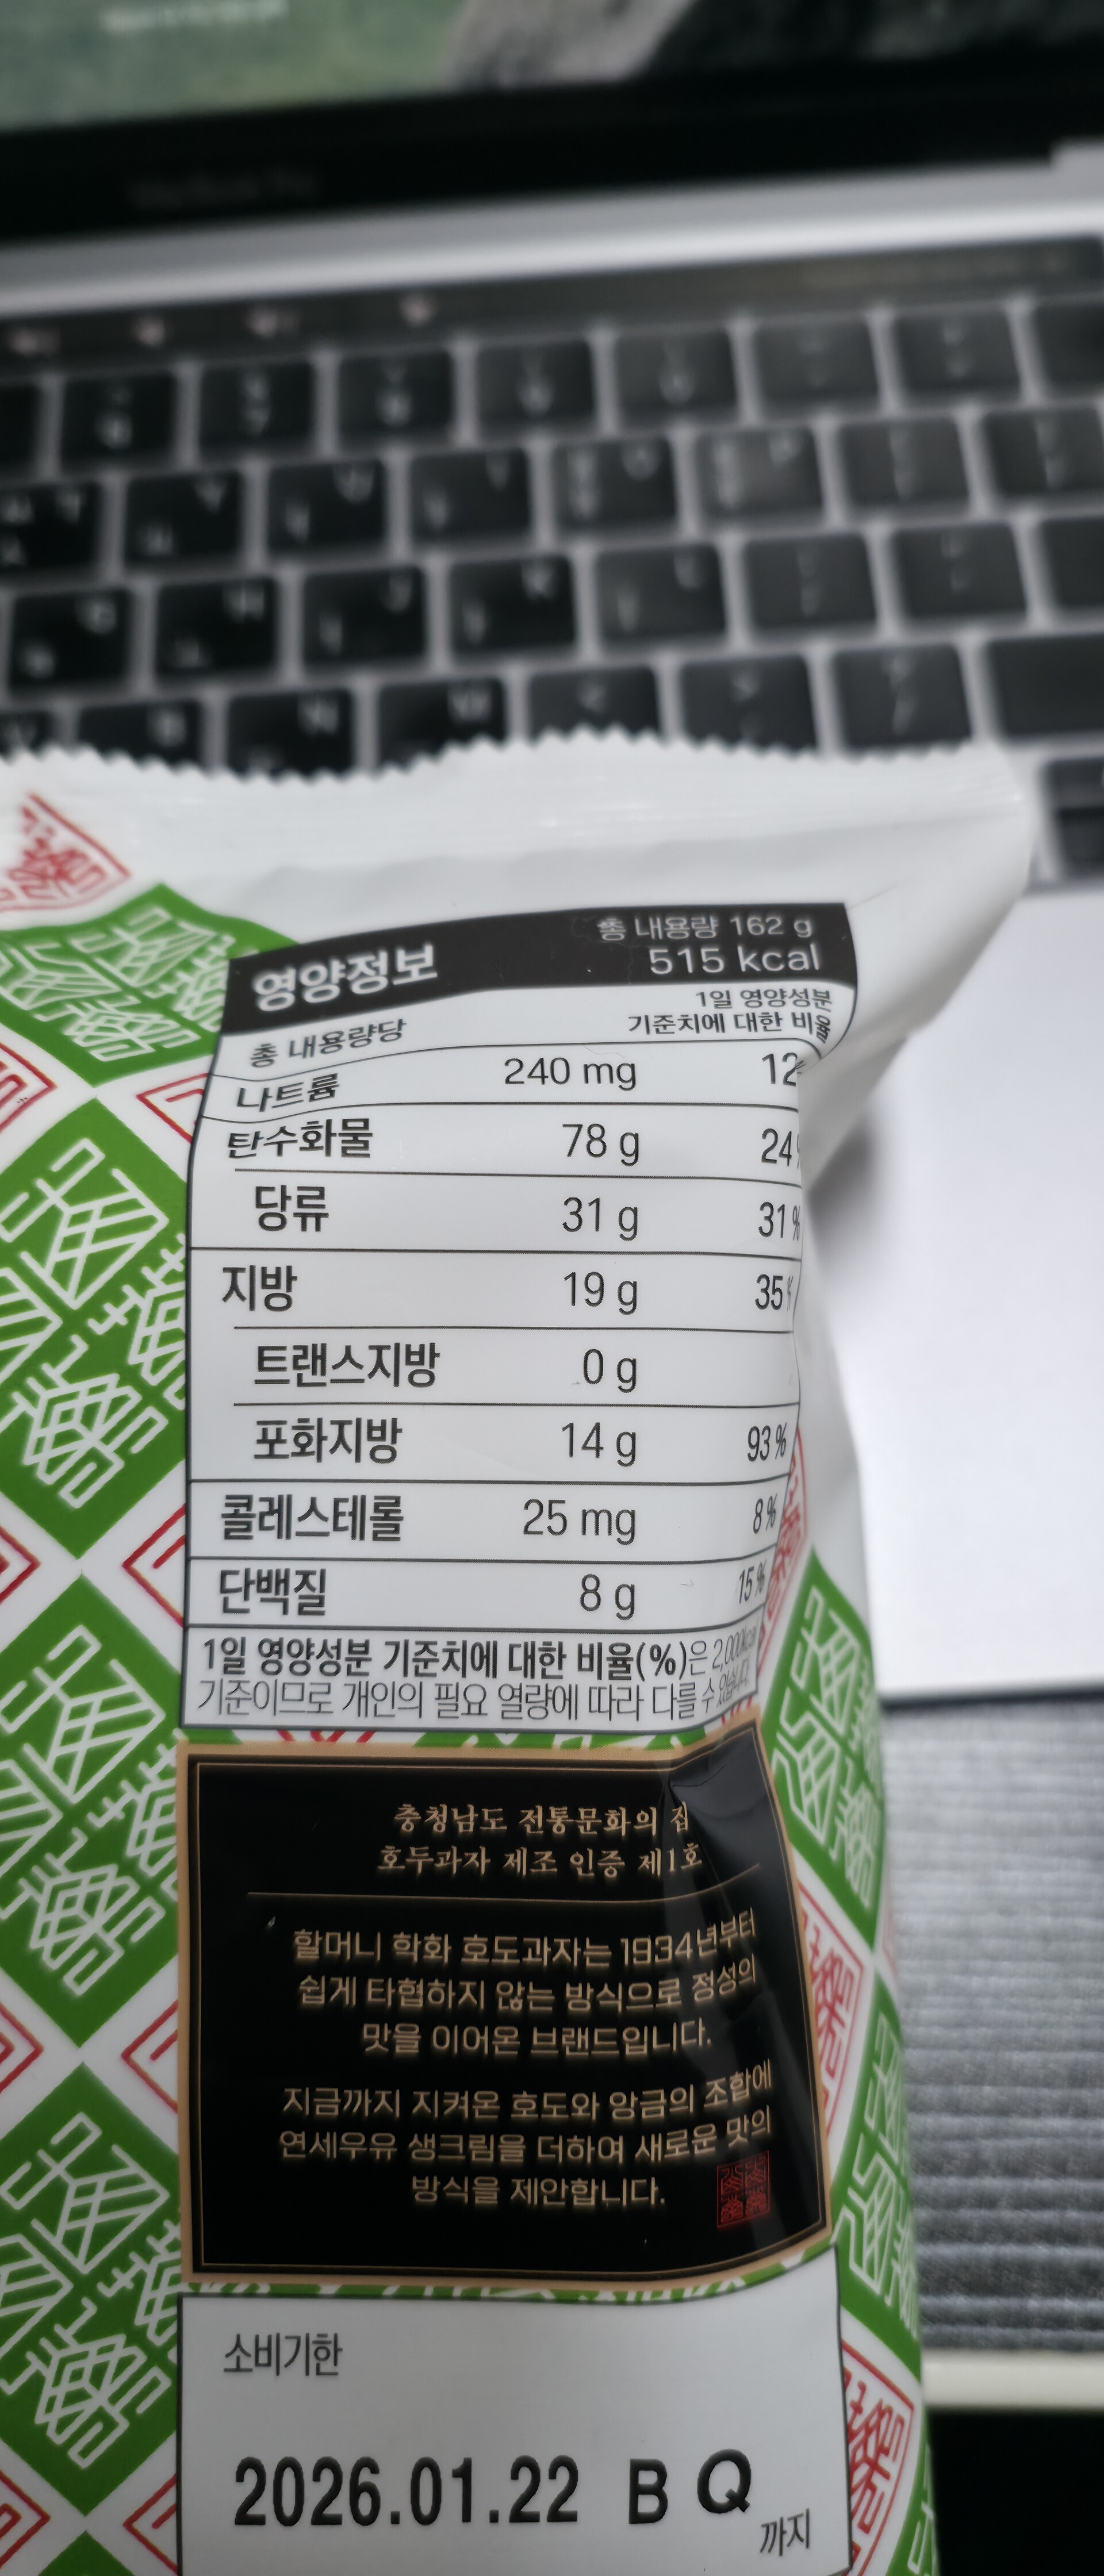 영양정보
총 내용량 162 g
515 kcal
총 내용량당
1일 영양성분
기준치에 대한 비율
나트륨 240 mg 12
탄수화물 78 g 24
당류 31 g 31 %
지방 19 g 35
트랜스지방 0 g
포화지방 14 g 93 %
콜레스테롤 25 mg 8 %
단백질 8 g 15 %
1일 영양성분 기준치에 대한 비율(%)은 2,000kcal
기준이므로 개인의 필요 열량에 따라 다를 수 있습니다.
충청남도 전통문화의 집
호두과자 제조 인증 제1호
할머니 학화 호도과자는 1934년부터
쉽게 타협하지 않는 방식으로 정성의
맛을 이어온 브랜드입니다.
지금까지 지켜온 호도와 앙금의 조합에
연세우유 생크림을 더하여 새로운 맛의
방식을 제안합니다.
소비기한
2026.01.22 B Q
까지